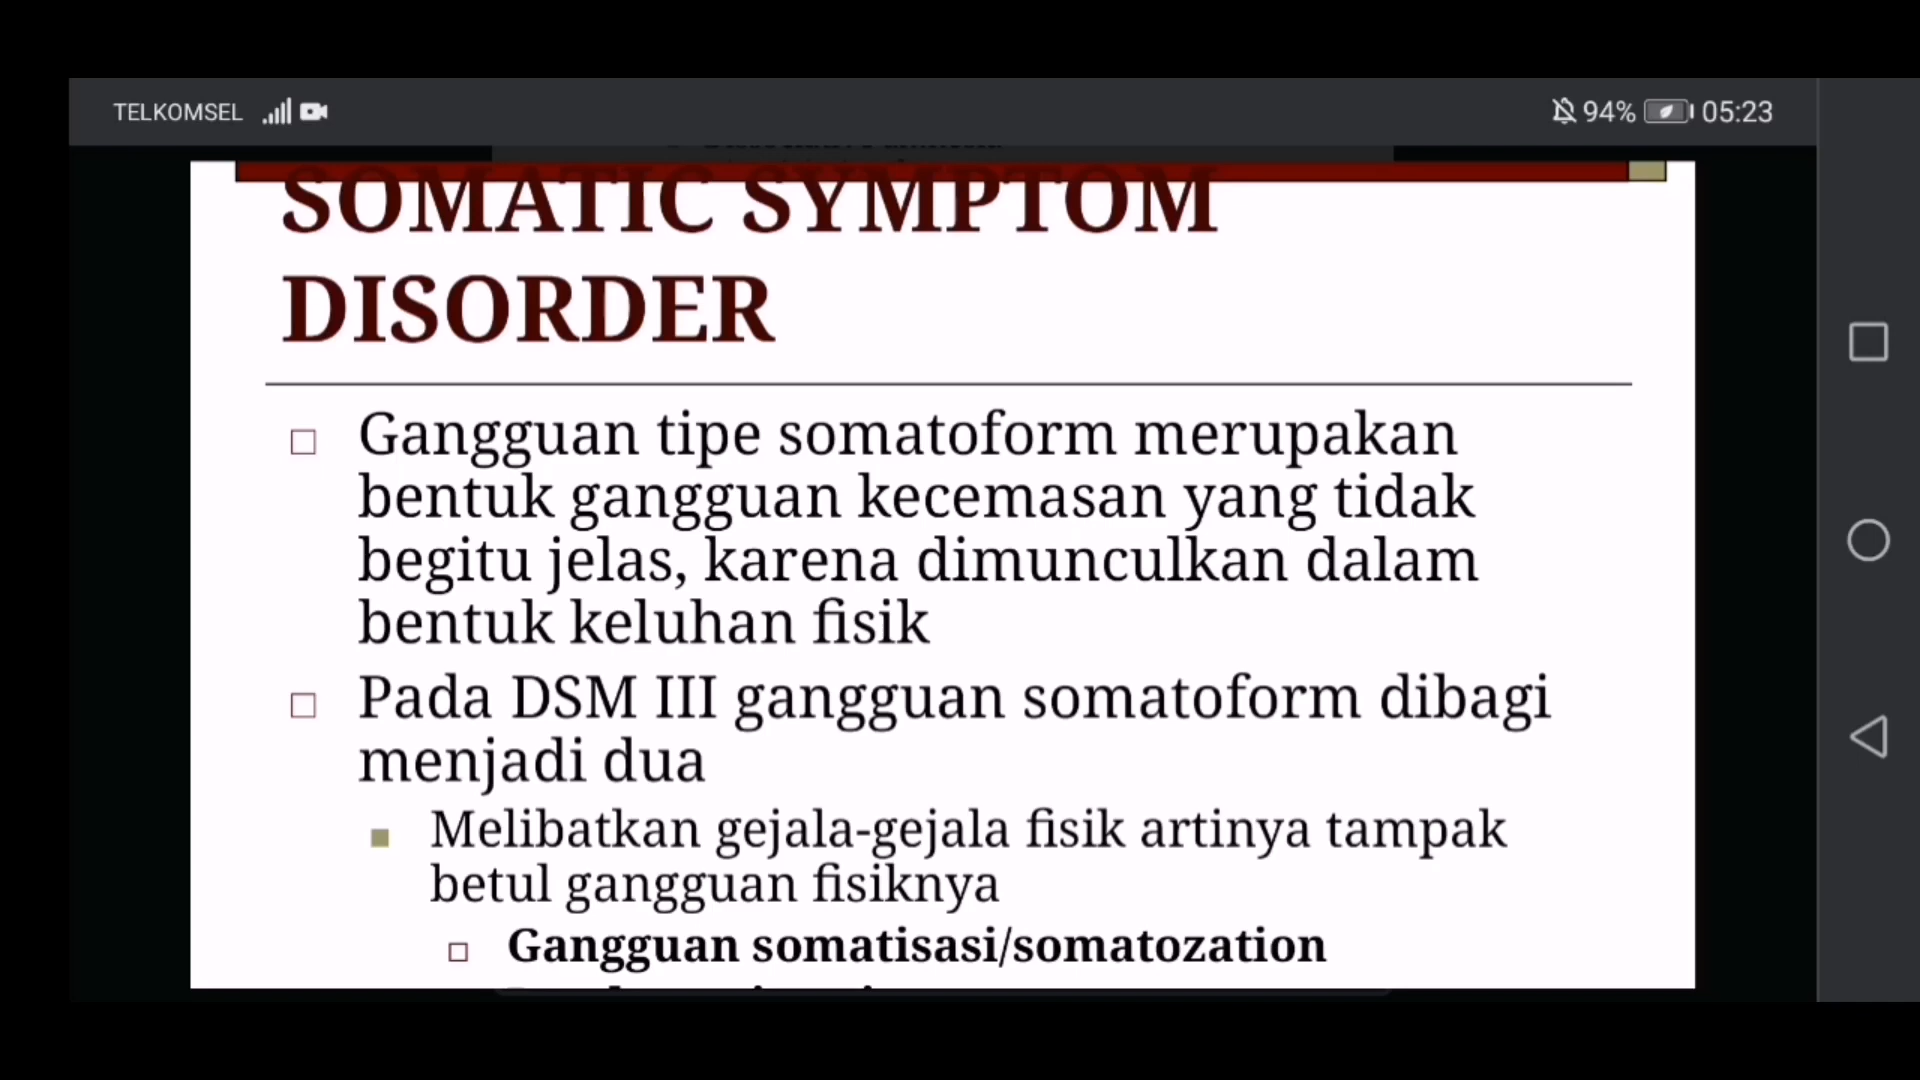 TELKOMSEL
94% 05:23
SOMATIC SYMPTOM
DISORDER
Gangguan tipe somatoform merupakan
bentuk gangguan kecemasan yang tidak
begitu jelas, karena dimunculkan dalam
bentuk keluhan fisik
Pada DSM III gangguan somatoform dibagi
menjadi dua
Melibatkan gejala-gejala fisik artinya tampak
betul gangguan fisiknya
Gangguan somatisasi/somatozation